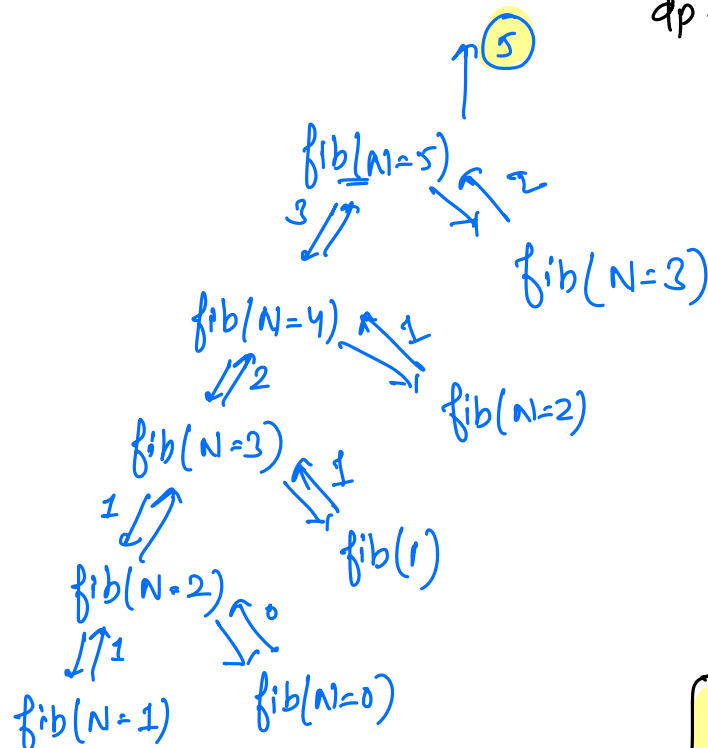 dp
5
fib(N=5)
3
2
fib(N=3)
fib(N=4)
1
2
fib(N=2)
fib(N=3)
1
1
fib(1)
fib(N=2)
0
1
fib(N=1)
fib(N=0)